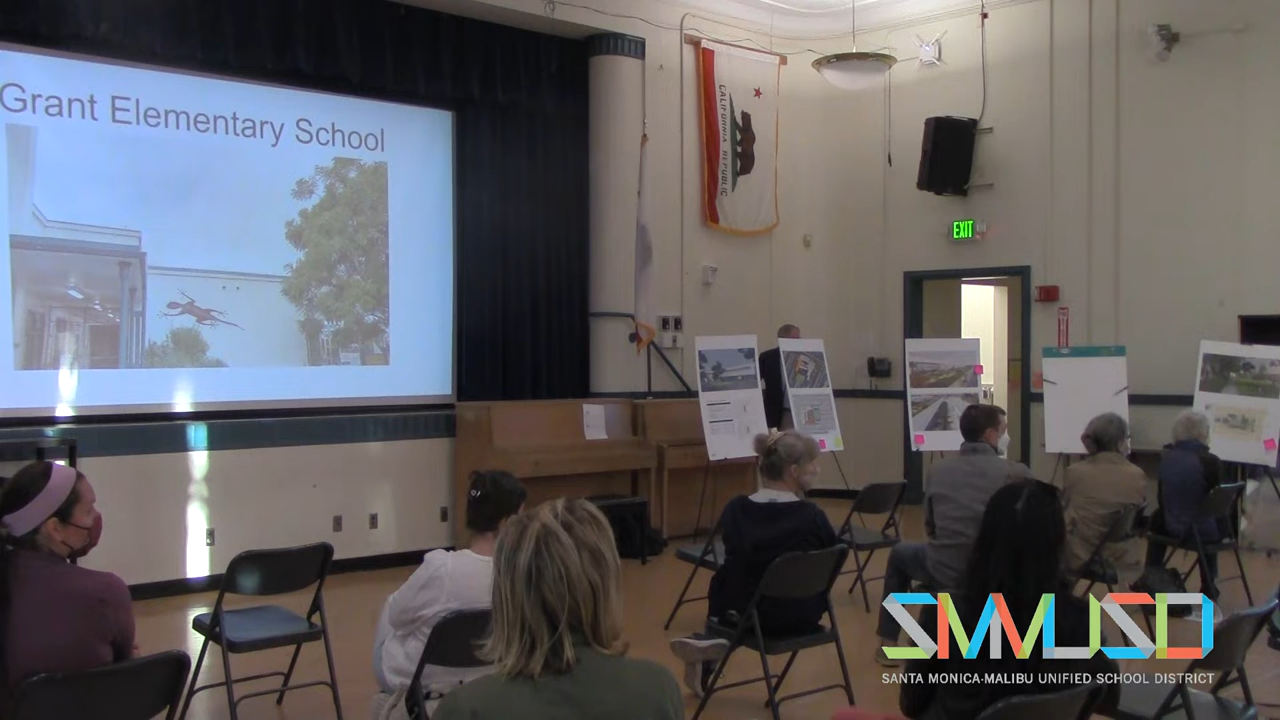 Grant Elementary School
CALIFORNIA REPUBLIC
EXIT
SMMUSD
SANTA MONICA-MALIBU UNIFIED SCHOOL DISTRICT